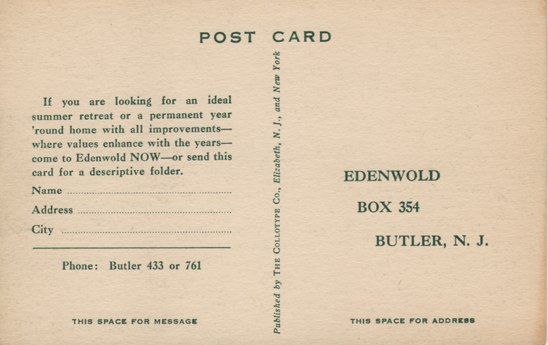 POST CARD
If you are looking for an ideal
summer retreat or a permanent year
'round home with all improvements—
where values enhance with the years—
come to Edenwold NOW—or send this
card for a descriptive folder.
Name
Address
City
Phone: Butler 433 or 761
THIS SPACE FOR MESSAGE
Published by THE COLLOTYPE CO., Elizabeth, N. J., and New York
EDENWOLD
BOX 354
BUTLER, N. J.
THIS SPACE FOR ADDRESS